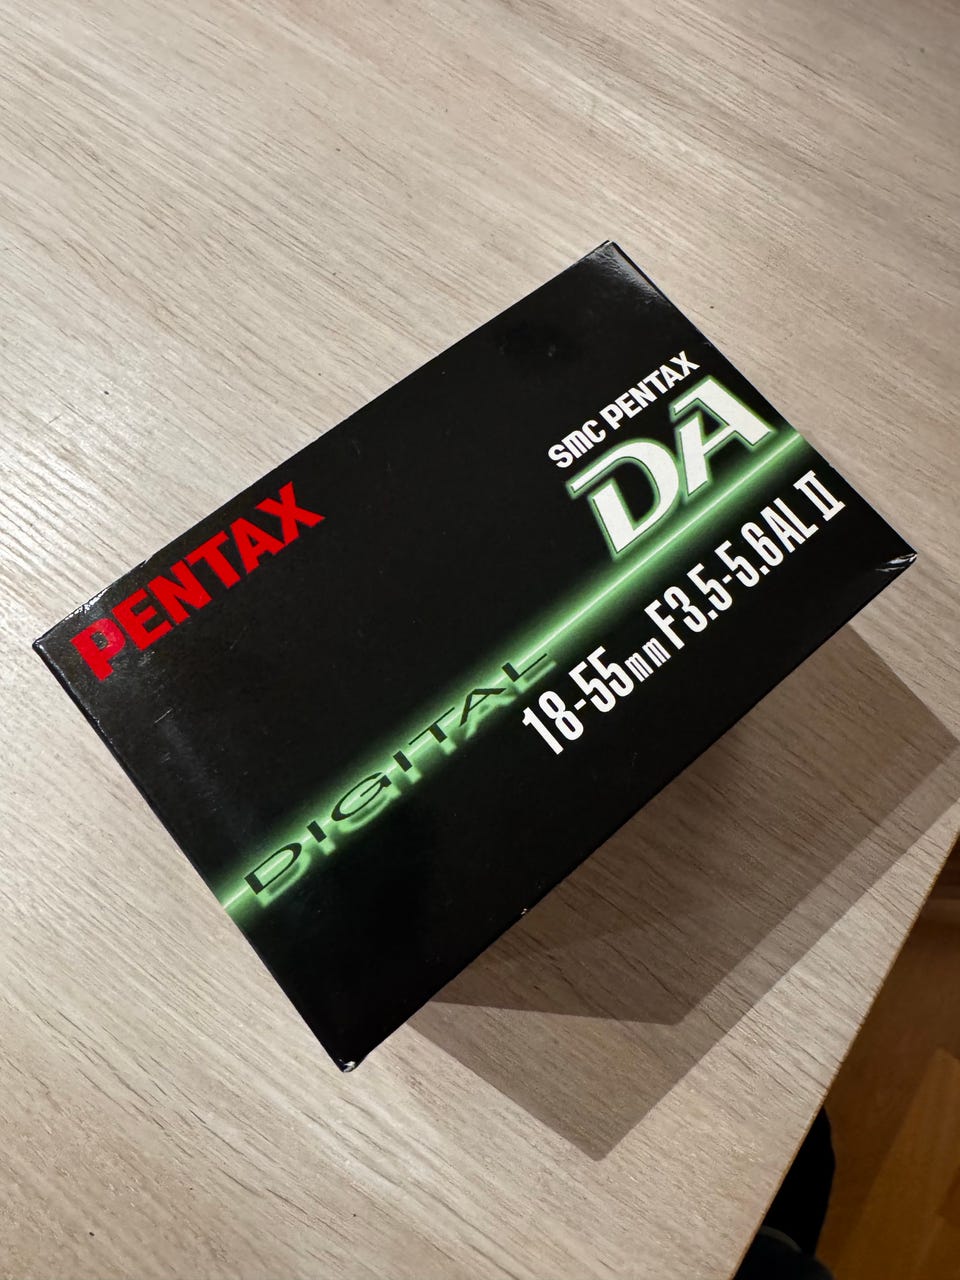 PENTAX
smc PENTAX
DA
DIGITAL
18-55mm F3.5-5.6AL II